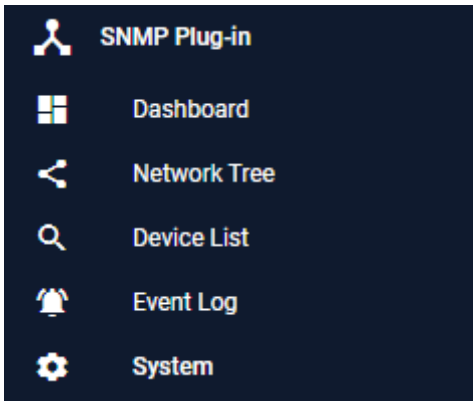 SNMP Plug-in
Dashboard
Network Tree
Device List
Event Log
System